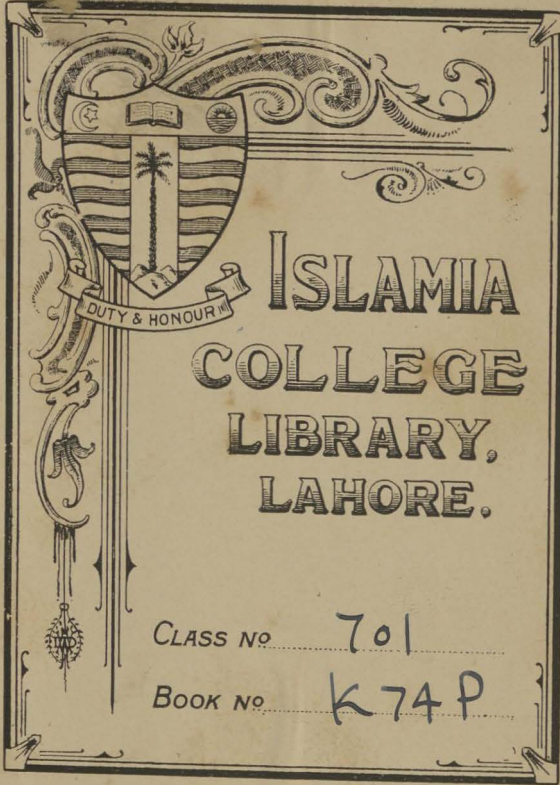 DUTY & HONOUR
ISLAMIA
COLLEGE
LIBRARY,
LAHORE.
CLASS No 701
BOOK No K74P